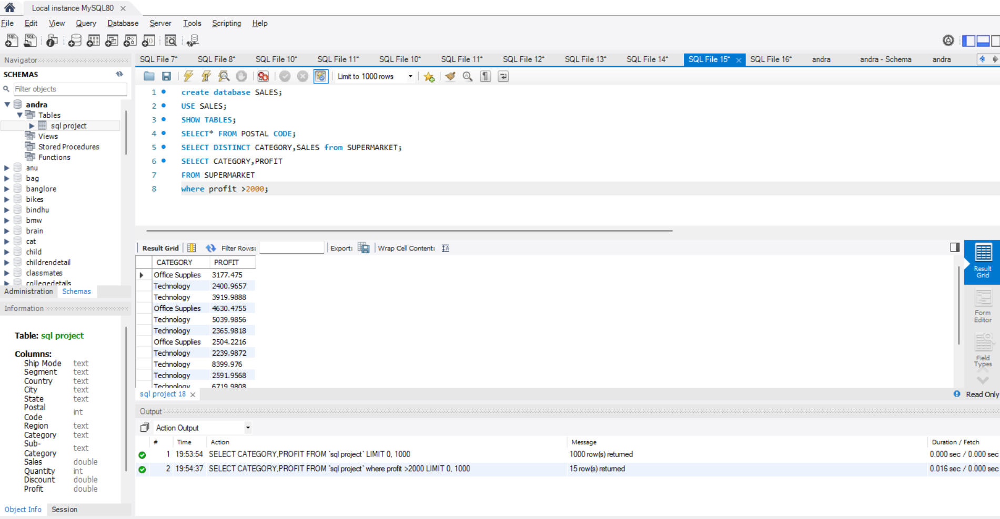 Local instance MySQL80
File Edit View Query Database Server Tools Scripting Help
Navigator
SCHEMAS
Filter objects
andra
Tables
sql project
Views
Stored Procedures
Functions
anu
bag
banglore
bikes
bindhu
bmw
brain
cat
child
childrendetail
classmates
collegedetails
Administration Schemas
Information
Table: sql project
Columns:
Ship Mode text
Segment text
Country text
City text
State text
Postal
Code int
Region text
Category text
Sub-
Category text
Sales double
Quantity int
Discount double
Profit double
Object Info Session
SQL File 7* SQL File 8* SQL File 10* SQL File 11* SQL File 10* SQL File 11* SQL File 12* SQL File 13* SQL File 14* SQL File 15* SQL File 16* andra andra - Schema andra
Limit to 1000 rows
1 create database SALES;
2 USE SALES;
3 SHOW TABLES;
4 SELECT* FROM POSTAL CODE;
5 SELECT DISTINCT CATEGORY,SALES from SUPERMARKET;
6 SELECT CATEGORY,PROFIT
7 FROM SUPERMARKET
8 where profit >2000;
Result Grid Filter Rows: Export: Wrap Cell Content:
CATEGORY PROFIT
Office Supplies 3177.475
Technology 2400.9657
Technology 3919.9888
Office Supplies 4630.4755
Technology 5039.9856
Technology 2365.9818
Office Supplies 2504.2216
Technology 2239.9872
Technology 8399.976
Technology 2591.9568
Technology 6719.9808
Result
Grid
Form
Editor
Field
Types
sql project 18
Read Only
Output
Action Output
# Time Action Message Duration / Fetch
1 19:53:54 SELECT CATEGORY,PROFIT FROM `sql project` LIMIT 0, 1000 1000 row(s) returned 0.000 sec / 0.000 sec
2 19:54:37 SELECT CATEGORY,PROFIT FROM `sql project` where profit >2000 LIMIT 0, 1000 15 row(s) returned 0.016 sec / 0.000 sec